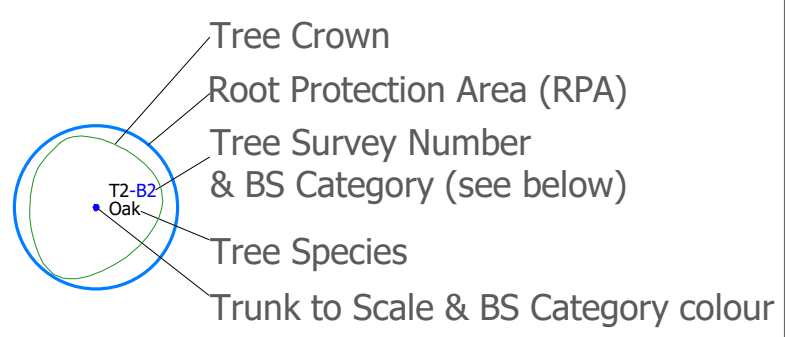 Tree Crown
Root Protection Area (RPA)
Tree Survey Number
& BS Category (see below)
T2-B2
Oak
Tree Species
Trunk to Scale & BS Category colour